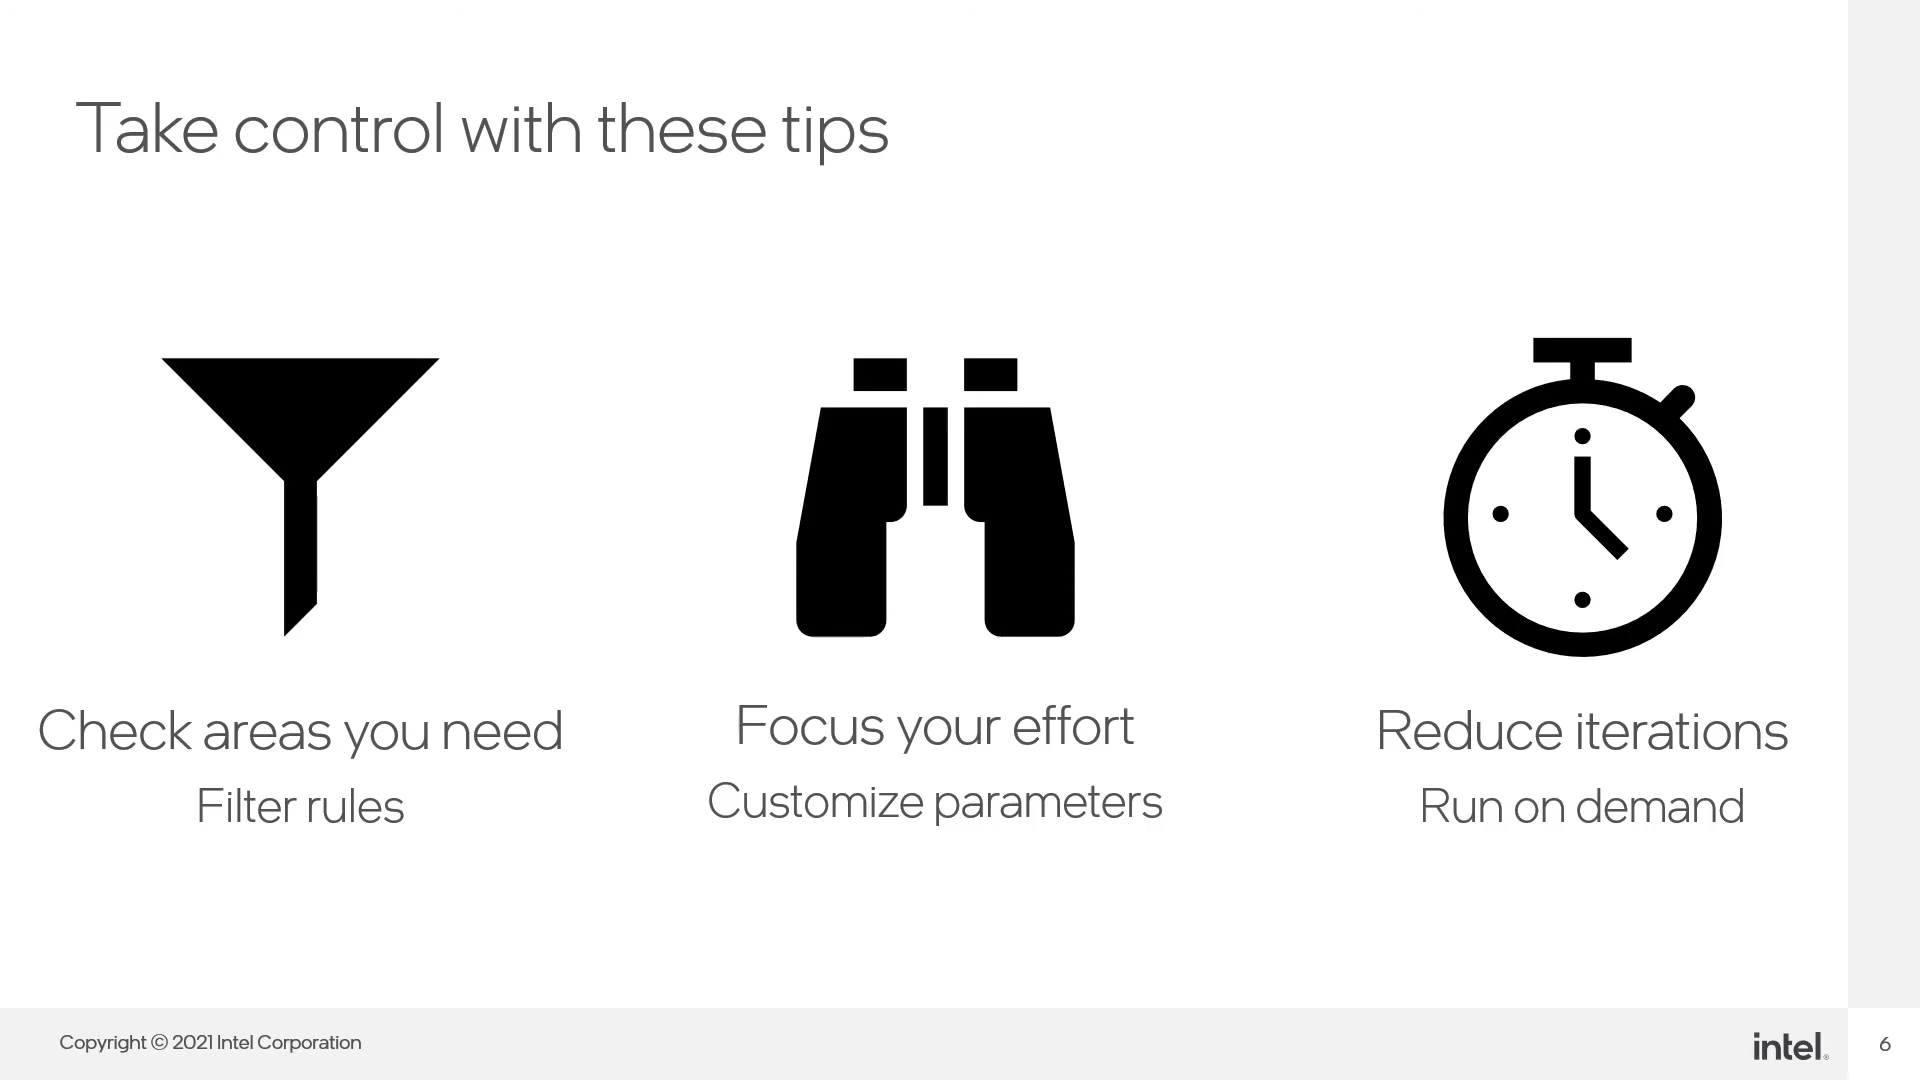 Take control with these tips
Check areas you need
Filter rules
Focus your effort
Customize parameters
Reduce iterations
Run on demand
Copyright © 2021 Intel Corporation
intel®
6